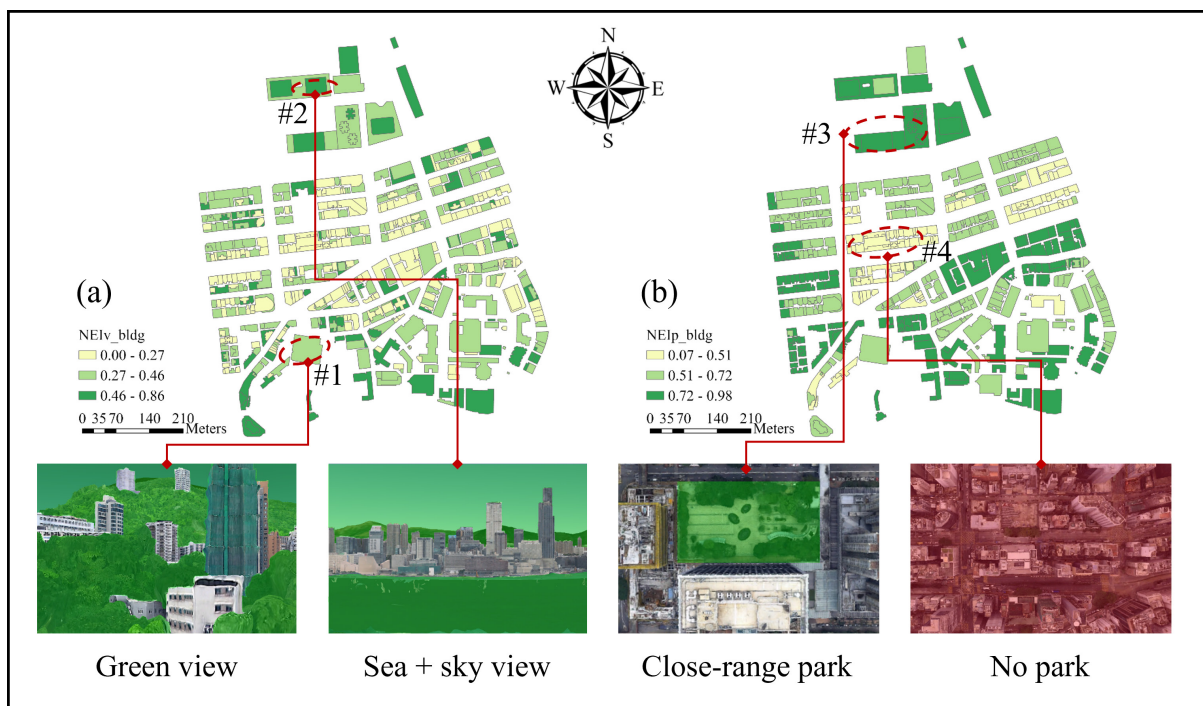 N
W E
S
#2
#3
#4
#1
(a)
NEIv_bldg
0.00 - 0.27
0.27 - 0.46
0.46 - 0.86
0 35 70 140 210
Meters
(b)
NEIp_bldg
0.07 - 0.51
0.51 - 0.72
0.72 - 0.98
0 35 70 140 210
Meters
Green view
Sea + sky view
Close-range park
No park